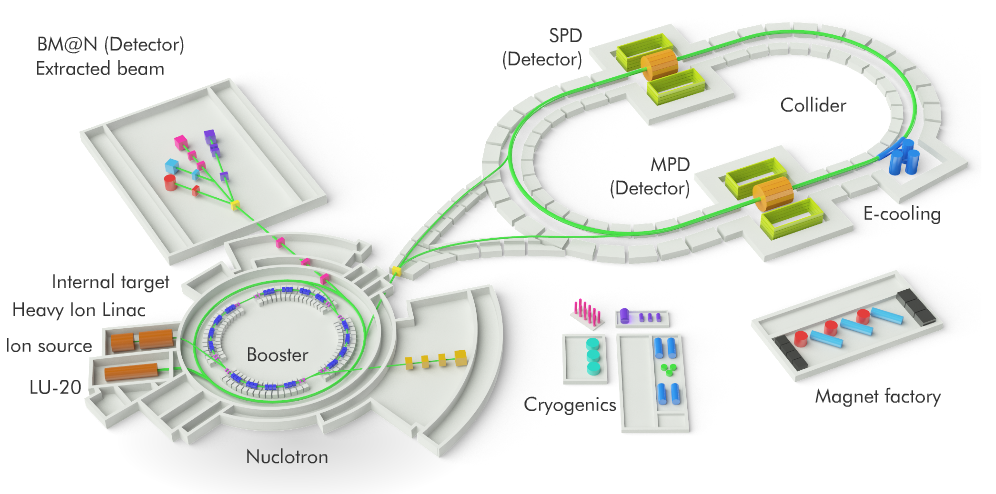 BM@N (Detector)
Extracted beam
SPD
(Detector)
Collider
MPD
(Detector)
E-cooling
Internal target
Heavy Ion Linac
Ion source
Booster
LU-20
Cryogenics
Magnet factory
Nuclotron